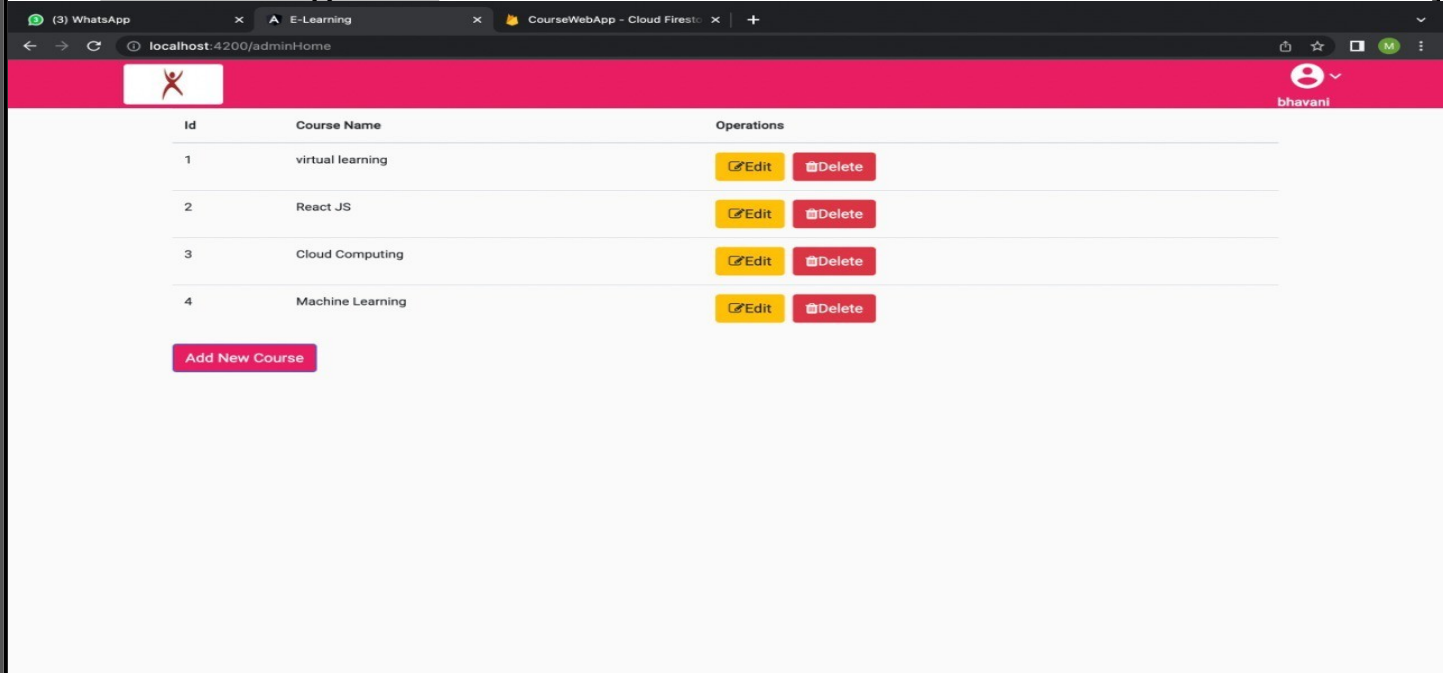 (3) WhatsApp E-Learning CourseWebApp - Cloud Firesto
localhost:4200/adminHome M
bhavani
Id Course Name Operations
1 virtual learning Edit Delete
2 React JS Edit Delete
3 Cloud Computing Edit Delete
4 Machine Learning Edit Delete
Add New Course